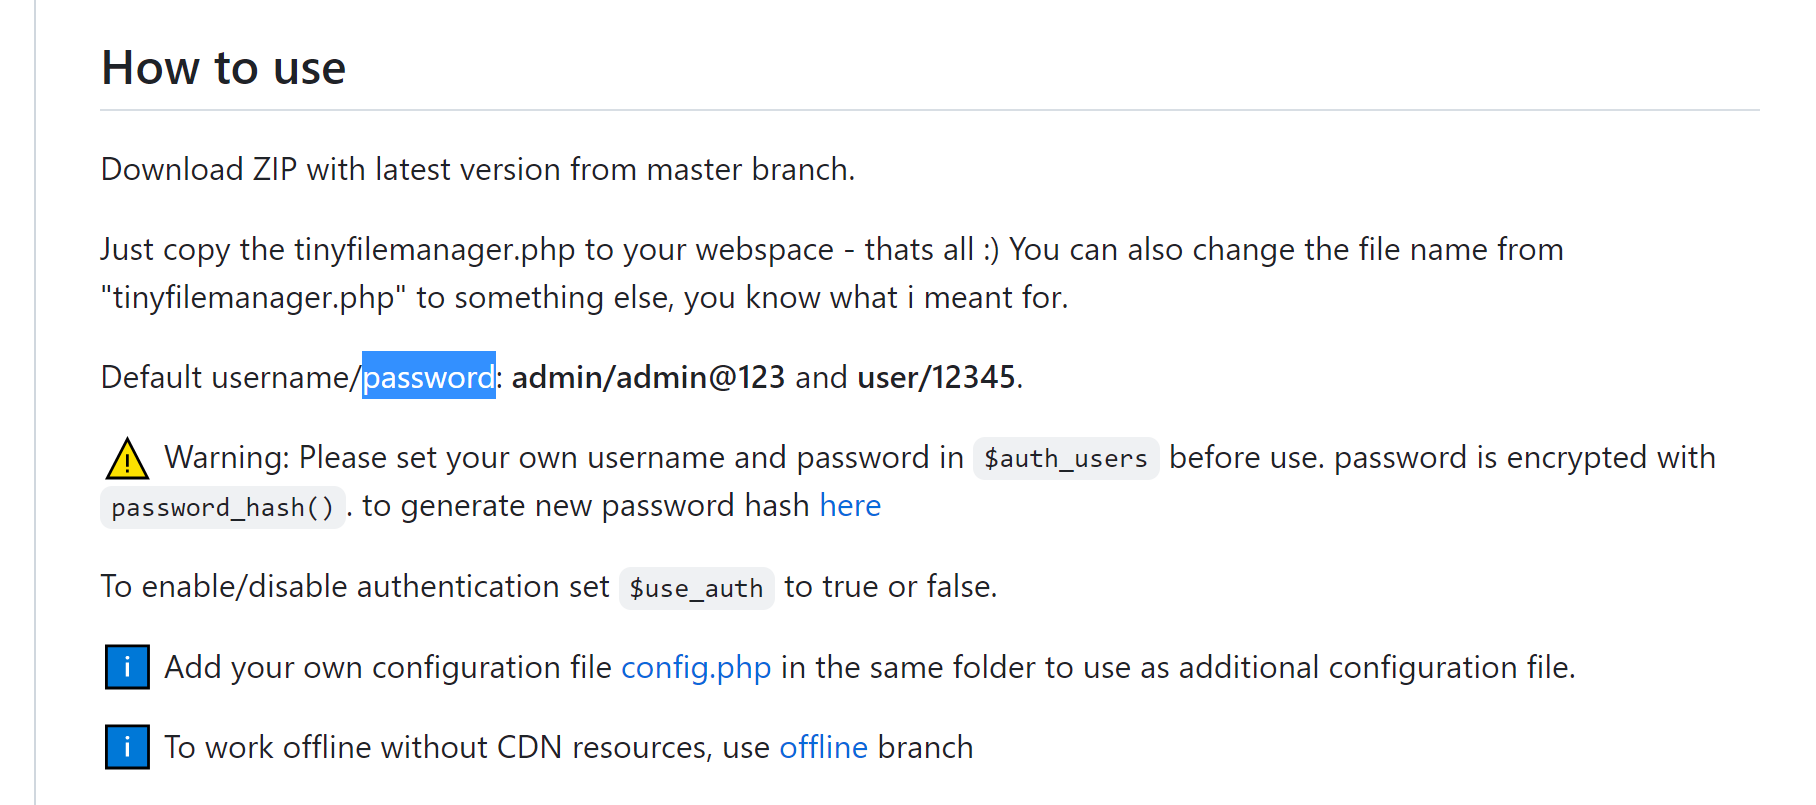 How to use
Download ZIP with latest version from master branch.
Just copy the tinyfilemanager.php to your webspace - thats all :) You can also change the file name from
"tinyfilemanager.php" to something else, you know what i meant for.
Default username/password: admin/admin@123 and user/12345.
⚠ Warning: Please set your own username and password in $auth_users before use. password is encrypted with
password_hash(). to generate new password hash here
To enable/disable authentication set $use_auth to true or false.
ℹ Add your own configuration file config.php in the same folder to use as additional configuration file.
ℹ To work offline without CDN resources, use offline branch